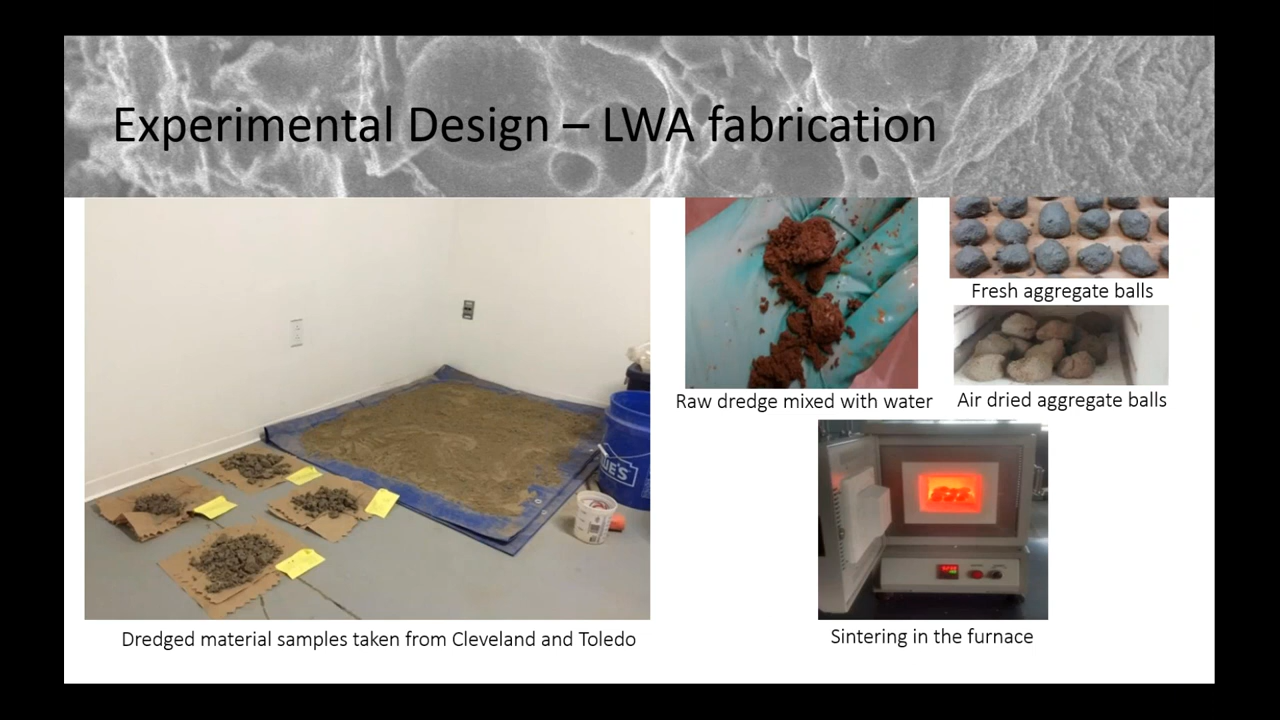 Experimental Design – LWA fabrication
Fresh aggregate balls
Raw dredge mixed with water
Air dried aggregate balls
Dredged material samples taken from Cleveland and Toledo
Sintering in the furnace